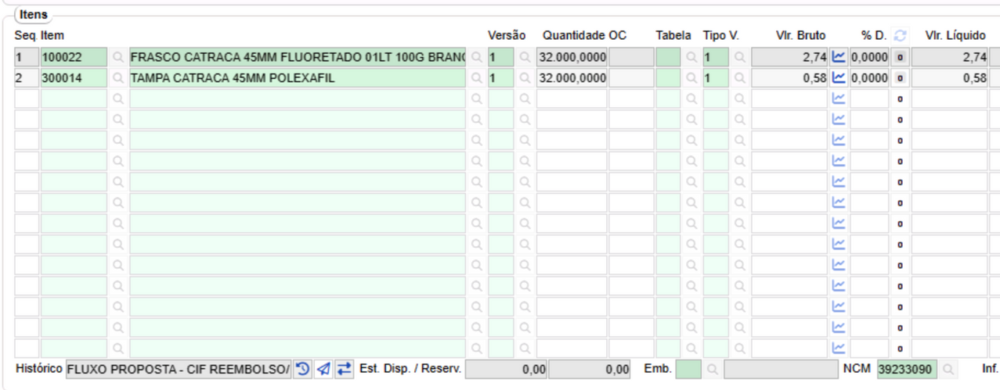 Itens
Seq. Item Versão Quantidade OC Tabela Tipo V. Vlr. Bruto % D. Vlr. Líquido
1 100022 FRASCO CATRACA 45MM FLUORETADO 01LT 100G 1 32.000,0000 1 2,74 0,0000 2,74
2 300014 TAMPA CATRACA 45MM POLEXAFIL 1 32.000,0000 1 0,58 0,0000 0,58
Histórico FLUXO PROPOSTA - CIF REEMBOLSO/ Est. Disp. / Reserv. 0,00 0,00 Emb. NCM 39233090 Inf.